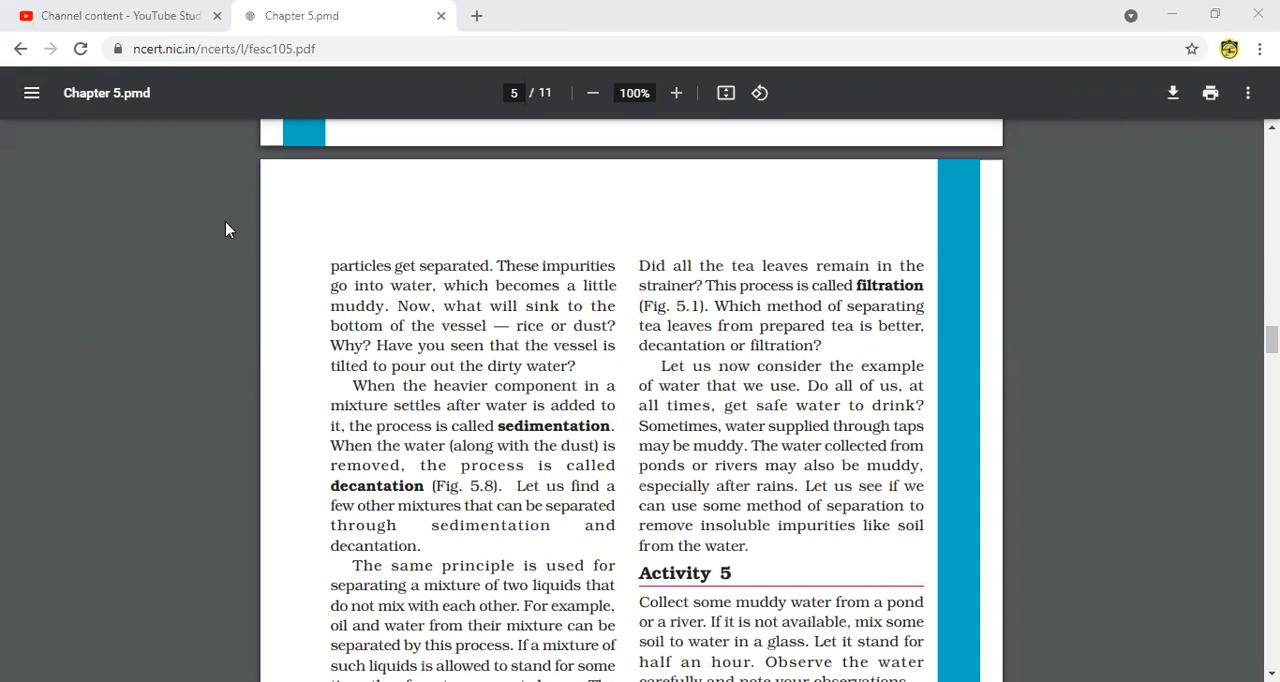 Channel content - YouTube Stud
Chapter 5.pmd
ncert.nic.in/ncerts/l/fesc105.pdf
Chapter 5.pmd
5 / 11
100%
particles get separated. These impurities
go into water, which becomes a little
muddy. Now, what will sink to the
bottom of the vessel — rice or dust?
Why? Have you seen that the vessel is
tilted to pour out the dirty water?
When the heavier component in a
mixture settles after water is added to
it, the process is called sedimentation.
When the water (along with the dust) is
removed, the process is called
decantation (Fig. 5.8). Let us find a
few other mixtures that can be separated
through sedimentation and
decantation.
The same principle is used for
separating a mixture of two liquids that
do not mix with each other. For example,
oil and water from their mixture can be
separated by this process. If a mixture of
such liquids is allowed to stand for some
Did all the tea leaves remain in the
strainer? This process is called filtration
(Fig. 5.1). Which method of separating
tea leaves from prepared tea is better,
decantation or filtration?
Let us now consider the example
of water that we use. Do all of us, at
all times, get safe water to drink?
Sometimes, water supplied through taps
may be muddy. The water collected from
ponds or rivers may also be muddy,
especially after rains. Let us see if we
can use some method of separation to
remove insoluble impurities like soil
from the water.
Activity 5
Collect some muddy water from a pond
or a river. If it is not available, mix some
soil to water in a glass. Let it stand for
half an hour. Observe the water
carefully and note your observations